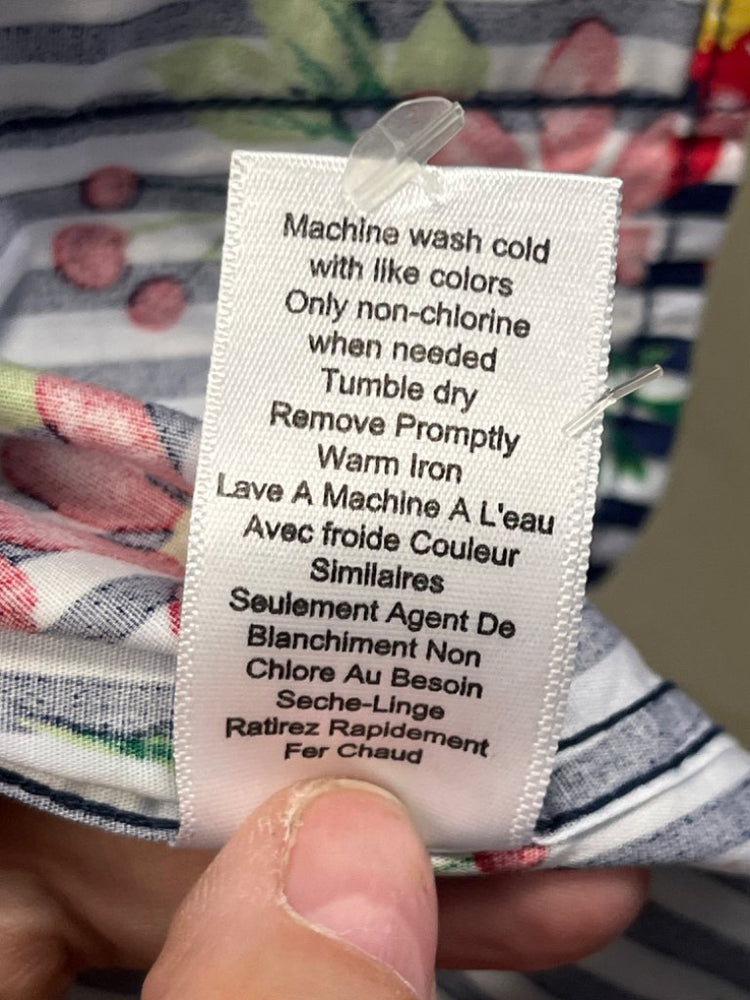 Machine wash cold
with like colors
Only non-chlorine
when needed
Tumble dry
Remove Promptly
Warm Iron
Lave A Machine A L'eau
Avec froide Couleur
Similaires
Seulement Agent De
Blanchiment Non
Chlore Au Besoin
Seche-Linge
Ratirez Rapidement
Fer Chaud